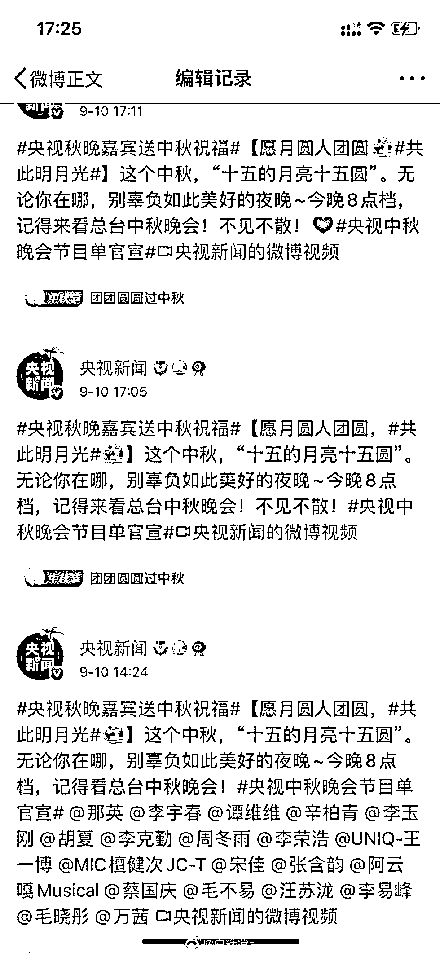 17:25
微博正文
编辑记录
9-10 17:11
#央视秋晚嘉宾送中秋祝福#【愿月圆人团圆 #共
此明月光#】这个中秋，“十五的月亮十五圆”。无
论你在哪，别辜负如此美好的夜晚~今晚8点档，
记得来看总台中秋晚会！不见不散！#央视中秋
晚会节目单官宣#央视新闻的微博视频
团团圆圆过中秋
央视新闻
央视新闻
9-10 17:05
#央视秋晚嘉宾送中秋祝福#【愿月圆人团圆，#共
此明月光#】这个中秋，“十五的月亮十五圆”。
无论你在哪，别辜负如此美好的夜晚~今晚8点
档，记得来看总台中秋晚会！不见不散！#央视中
秋晚会节目单官宣#央视新闻的微博视频
团团圆圆过中秋
央视新闻
央视新闻
9-10 14:24
#央视秋晚嘉宾送中秋祝福#【愿月圆人团圆，#共
此明月光#】这个中秋，“十五的月亮十五圆”。
无论你在哪，别辜负如此美好的夜晚~今晚8点
档，记得来看总台中秋晚会！#央视中秋晚会节目单
官宣# @那英 @李宇春 @谭维维 @辛柏青 @李玉
刚 @胡夏 @李克勤 @周冬雨 @李荣浩 @UNIQ-王
一博 @MIC檀健次JC-T @宋佳 @张含韵 @阿云
嘎Musical @蔡国庆 @毛不易 @汪苏泷 @李易峰
@毛晓彤 @万茜 央视新闻的微博视频